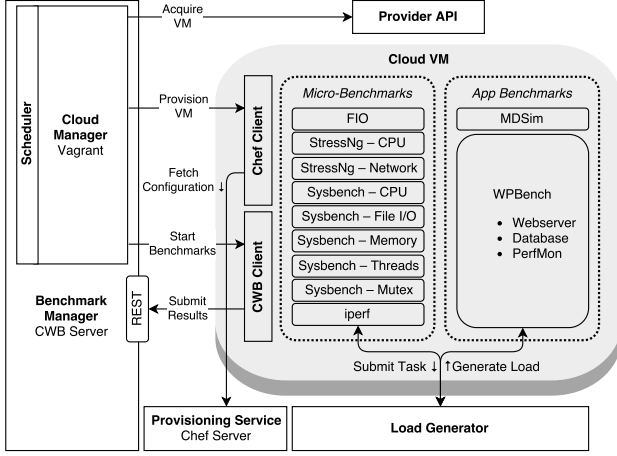 Acquire
VM
Provider API
Cloud VM
Scheduler
Cloud
Manager
Vagrant
Provision
VM
Chef Client
Fetch
Configuration ↓
Start
Benchmarks
CWB Client
Benchmark
Manager
CWB Server
REST
Submit
Results
Micro-Benchmarks
FIO
StressNg – CPU
StressNg – Network
Sysbench – CPU
Sysbench – File I/O
Sysbench – Memory
Sysbench – Threads
Sysbench – Mutex
iperf
App Benchmarks
MDSim
WPBench
• Webserver
• Database
• PerfMon
Submit Task ↓ ↑Generate Load
Provisioning Service
Chef Server
Load Generator